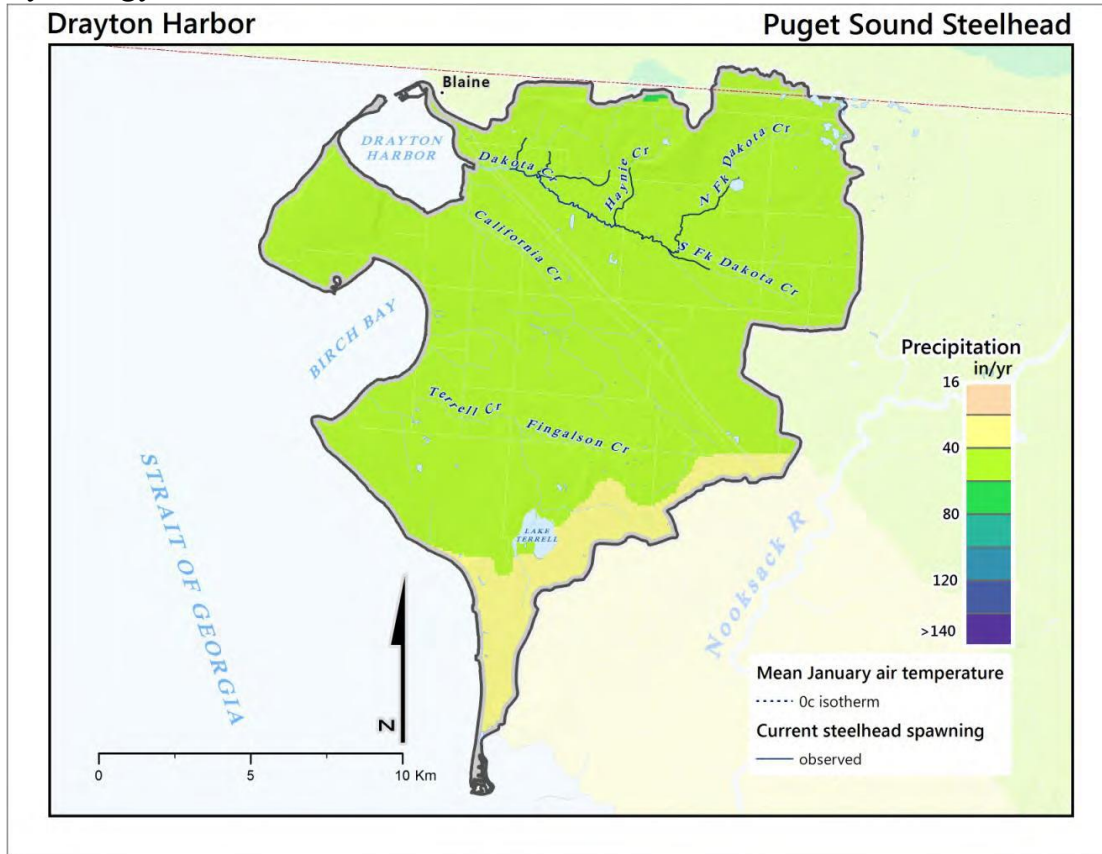 Drayton Harbor
Puget Sound Steelhead
Blaine
DRAYTON
HARBOR
Dakota Cr
Haynie Cr
N Fk Dakota Cr
S Fk Dakota Cr
California Cr
BIRCH BAY
Terrell Cr
Fingalson Cr
LAKE
TERRELL
STRAIT OF GEORGIA
Nooksack R
Precipitation
in/yr
16
40
80
120
>140
Mean January air temperature
0c isotherm
Current steelhead spawning
observed
N
0
5
10 Km